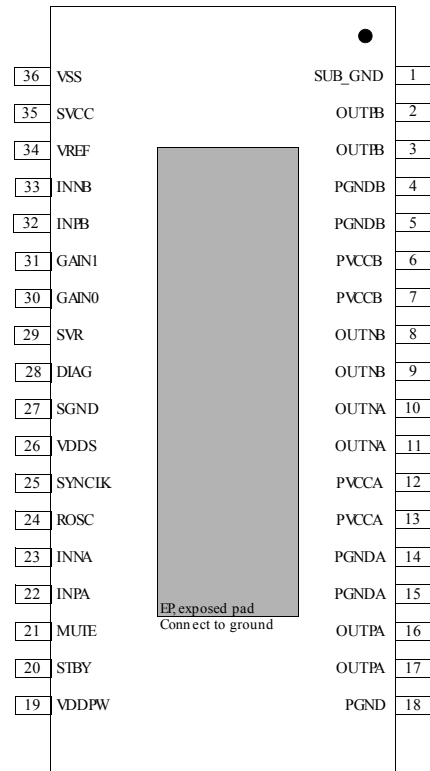 36 VSS SUB_GND 1
35 SVCC OUTPB 2
34 VREF OUTPB 3
33 INNB PGNDB 4
32 INPB PGNDB 5
31 GAIN1 PVCCB 6
30 GAIN0 PVCCB 7
29 SVR OUTNB 8
28 DIAG OUTNB 9
27 SGND OUTNA 10
26 VDDS OUTNA 11
25 SYNCLK PVCCA 12
24 ROSC PVCCA 13
23 INNA PGNDA 14
22 INPA PGNDA 15
21 MUTE OUTPA 16
20 STBY OUTPA 17
19 VDDPW PGND 18
EP, exposed pad
Connect to ground